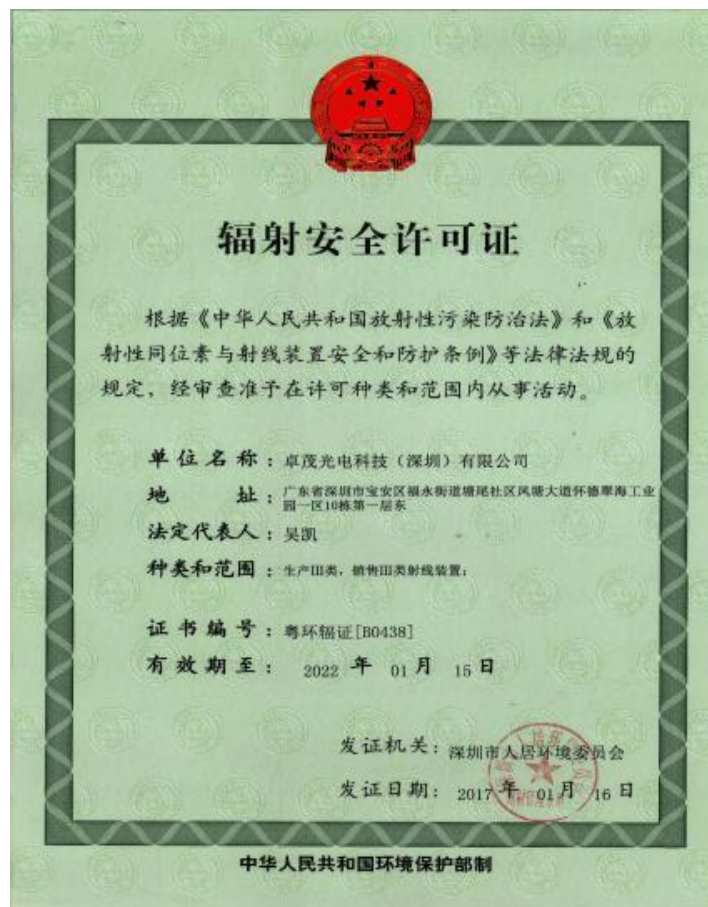 辐射安全许可证
根据《中华人民共和国放射性污染防治法》和《放
射性同位素与射线装置安全和防护条例》等法律法规的
规定，经审查准予在许可种类和范围内从事活动。
单位名称：卓茂光电科技（深圳）有限公司
地 址：广东省深圳市宝安区福永街道塘尾社区凤塘大道怀德翠海工业
园一区10栋第一层东
法定代表人：吴凯
种类和范围：生产III类，销售III类射线装置；
证书编号：粤环辐证[B0438]
有效期至： 2022 年 01 月 15 日
发证机关：深圳市人居环境委员会
发证日期：2017 年 01 月 16 日
中华人民共和国环境保护部制